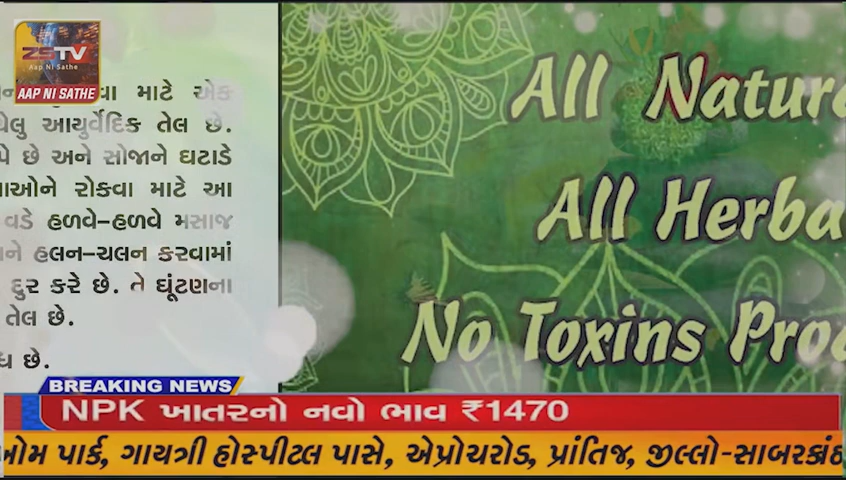 ZSTV
Aap Ni Sathe
AAP NI SATHE
માટે એક
આયુર્વેદિક તેલ છે.
છે અને સોજાને ઘટાડે
રોકવા માટે આ
વડે હળવે-હળવે મસાજ
હલન-ચલન કરવામાં
દુર કરે છે. તે ઘૂંટણના
તેલ છે.
છે.
All Natura
All Herba
No Toxins Pro
BREAKING NEWS
NPK ખાતરનો નવો ભાવ ₹1470
ઓમ પાર્ક, ગાયત્રી હોસ્પીટલ પાસે, એપ્રોચરોડ, પ્રાંતિજ, જીલ્લો-સાબરકાંઠ